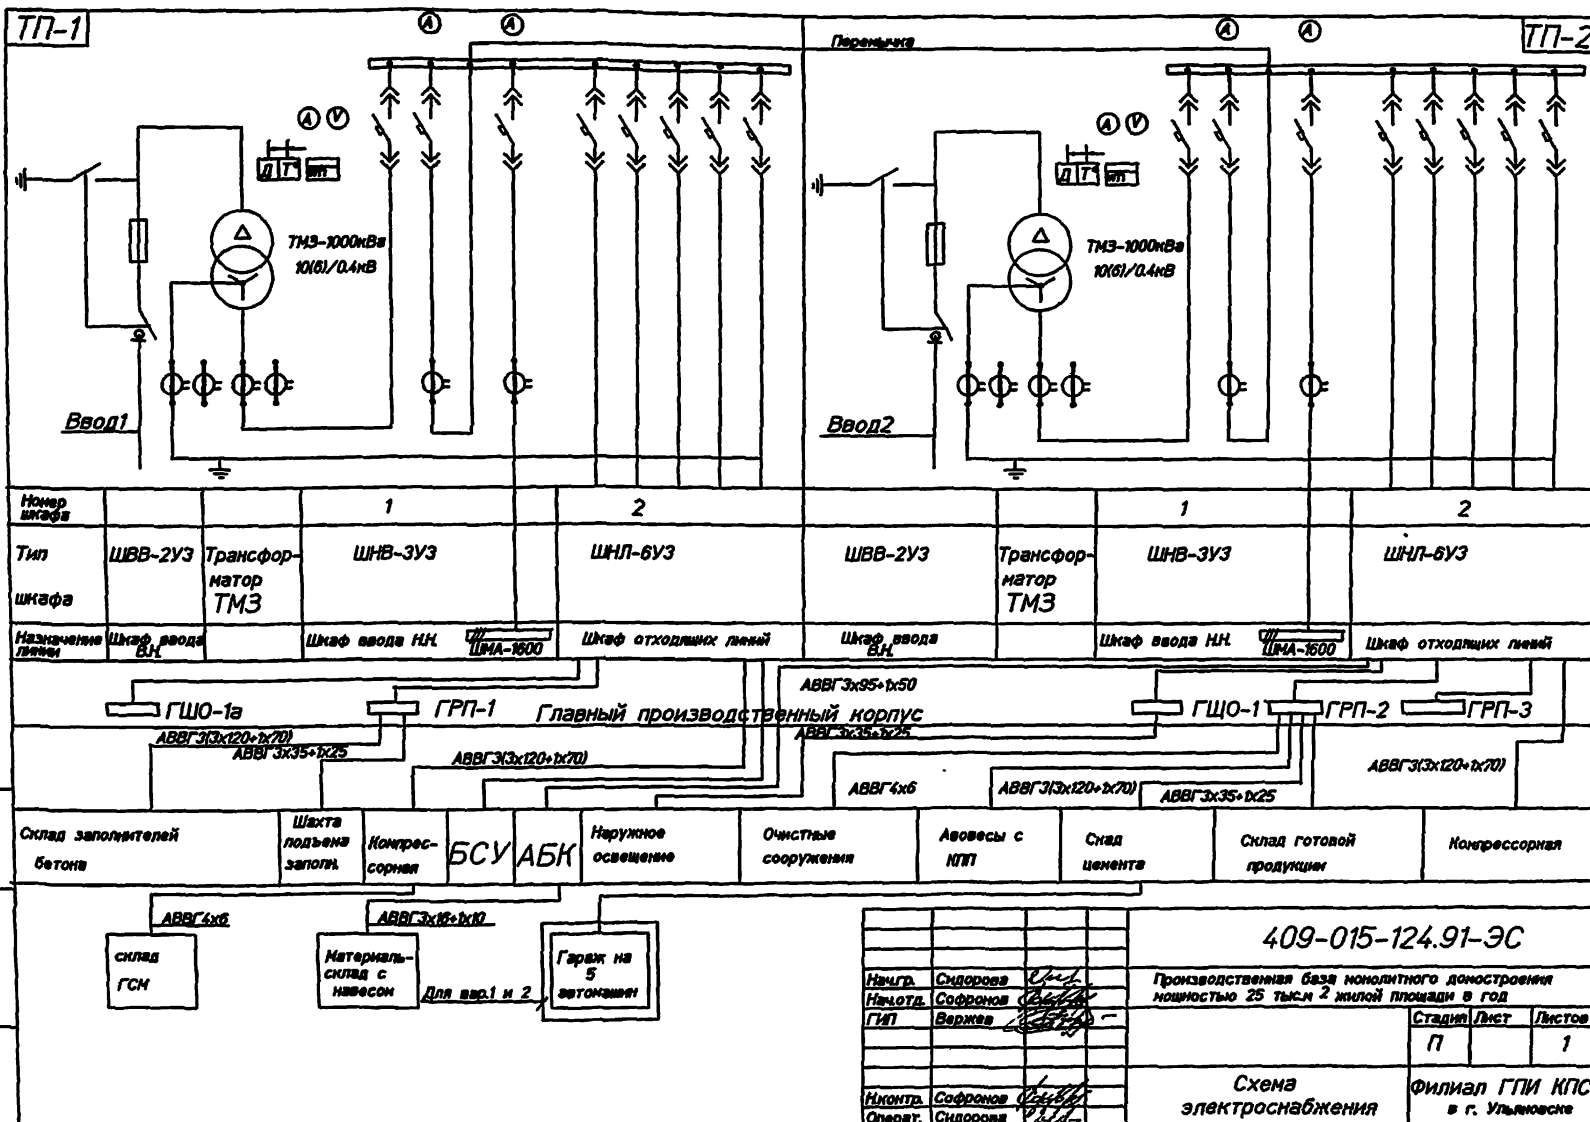 ТП-1
А
А
Перемычка
А
А
ТП-2
А V
Д Т°
ТМЗ-1000кВа
10(6)/0.4кВ
Ввод1
А V
Д Т°
ТМЗ-1000кВа
10(6)/0.4кВ
Ввод2
Номер
шкафа
1
2
1
2
Тип
шкафа
ШВВ-2УЗ
Трансфор-
матор
ТМЗ
ШНВ-3УЗ
ШНЛ-6УЗ
ШВВ-2УЗ
Трансфор-
матор
ТМЗ
ШНВ-3УЗ
ШНЛ-6УЗ
Назначение
линии
Шкаф ввода
В.Н.
Шкаф ввода Н.Н.
ШМА-1600
Шкаф отходящих линий
Шкаф ввода
В.Н.
Шкаф ввода Н.Н.
ШМА-1600
Шкаф отходящих линий
АВВГ3х95+1х50
ГШО-1а
ГРП-1
Главный производственный корпус
ГЩО-1
ГРП-2
ГРП-3
АВВГ3(3х120+1х70)
АВВГ3х35+1х25
АВВГ3(3х120+1х70)
АВВГ3х35+1х25
АВВГ4х6
АВВГ3(3х120+1х70)
АВВГ3х35+1х25
АВВГ3(3х120+1х70)
Склад заполнителей
бетона
Шахта
подъема
заполн.
Компрес-
сорная
БСУ
АБК
Наружное
освещение
Очистные
сооружения
Авовесы с
КПП
Скад
цемента
Склад готовой
продукции
Компрессорная
АВВГ4х6
АВВГ3х16+1х10
склад
ГСМ
Материаль-
склад с
навесом
Для вар.1 и 2
Гараж на
5
автомашин
409-015-124.91-ЭС
Нач.гр. Сидорова
Нач.отд. Софронов
ГИП Вержев
Производственная база монолитного домостроения
мощностью 25 тыс.м 2 жилой площади в год
Стадия Лист Листов
П 1
Н.контр. Софронов
Операт. Сидорова
Схема
электроснабжения
Филиал ГПИ КПС
в г. Ульяновске